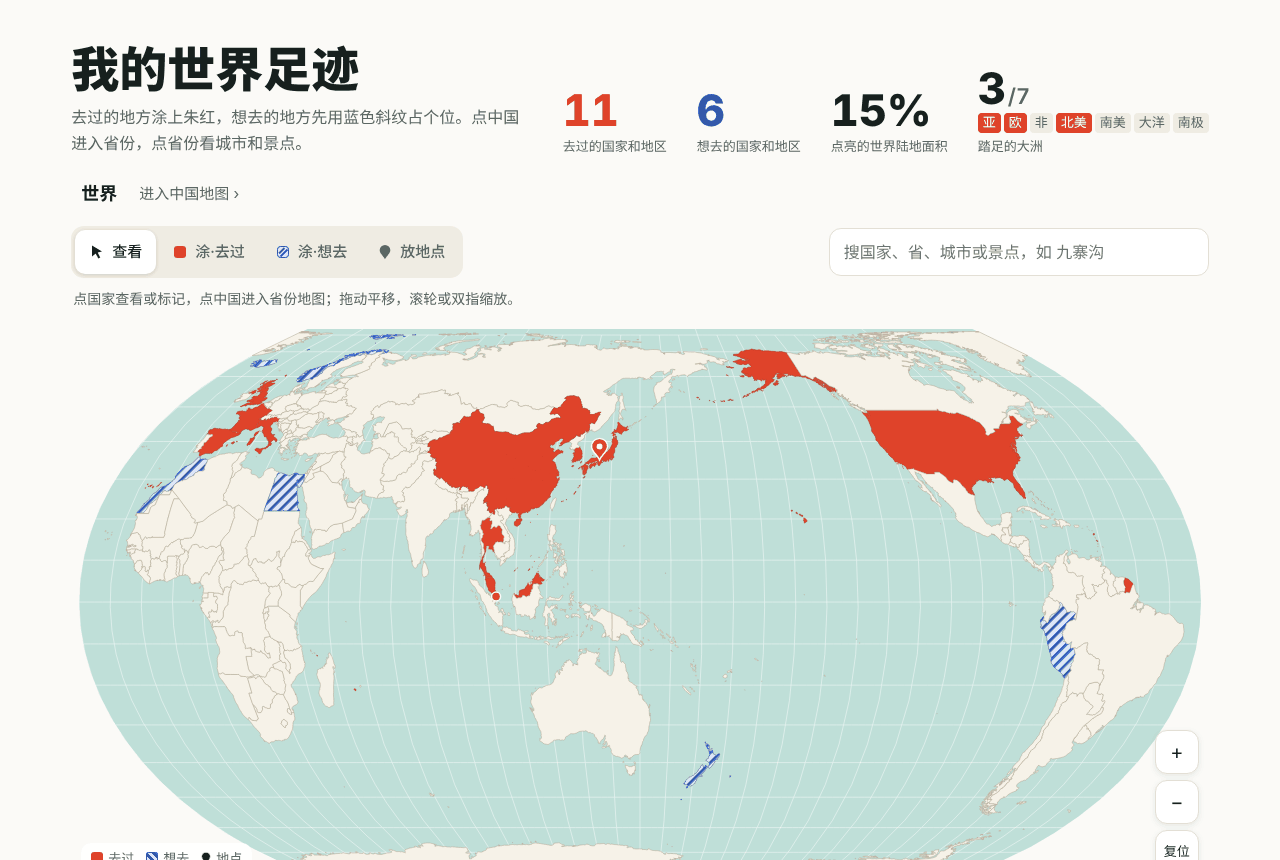 我的世界足迹
去过的地方涂上朱红，想去的地方先用蓝色斜纹占个位。点中国
进入省份，点省份看城市和景点。
11
去过的国家和地区
6
想去的国家和地区
15%
点亮的世界陆地面积
3/7
亚 欧 非 北美 南美 大洋 南极
踏足的大洲
世界 进入中国地图 ›
查看 涂·去过 涂·想去 放地点
搜国家、省、城市或景点，如 九寨沟
点国家查看或标记，点中国进入省份地图；拖动平移，滚轮或双指缩放。
+
−
复位
去过 想去 地点